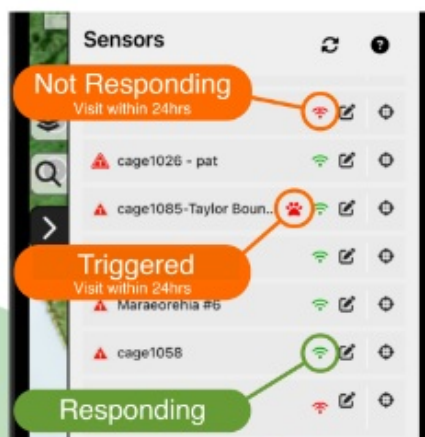 Sensors
Not Responding
Visit within 24hrs
cage1026 - pat
cage1085-Taylor Boun..
Triggered
Visit within 24hrs
Maraeorehia #6
cage1058
Responding